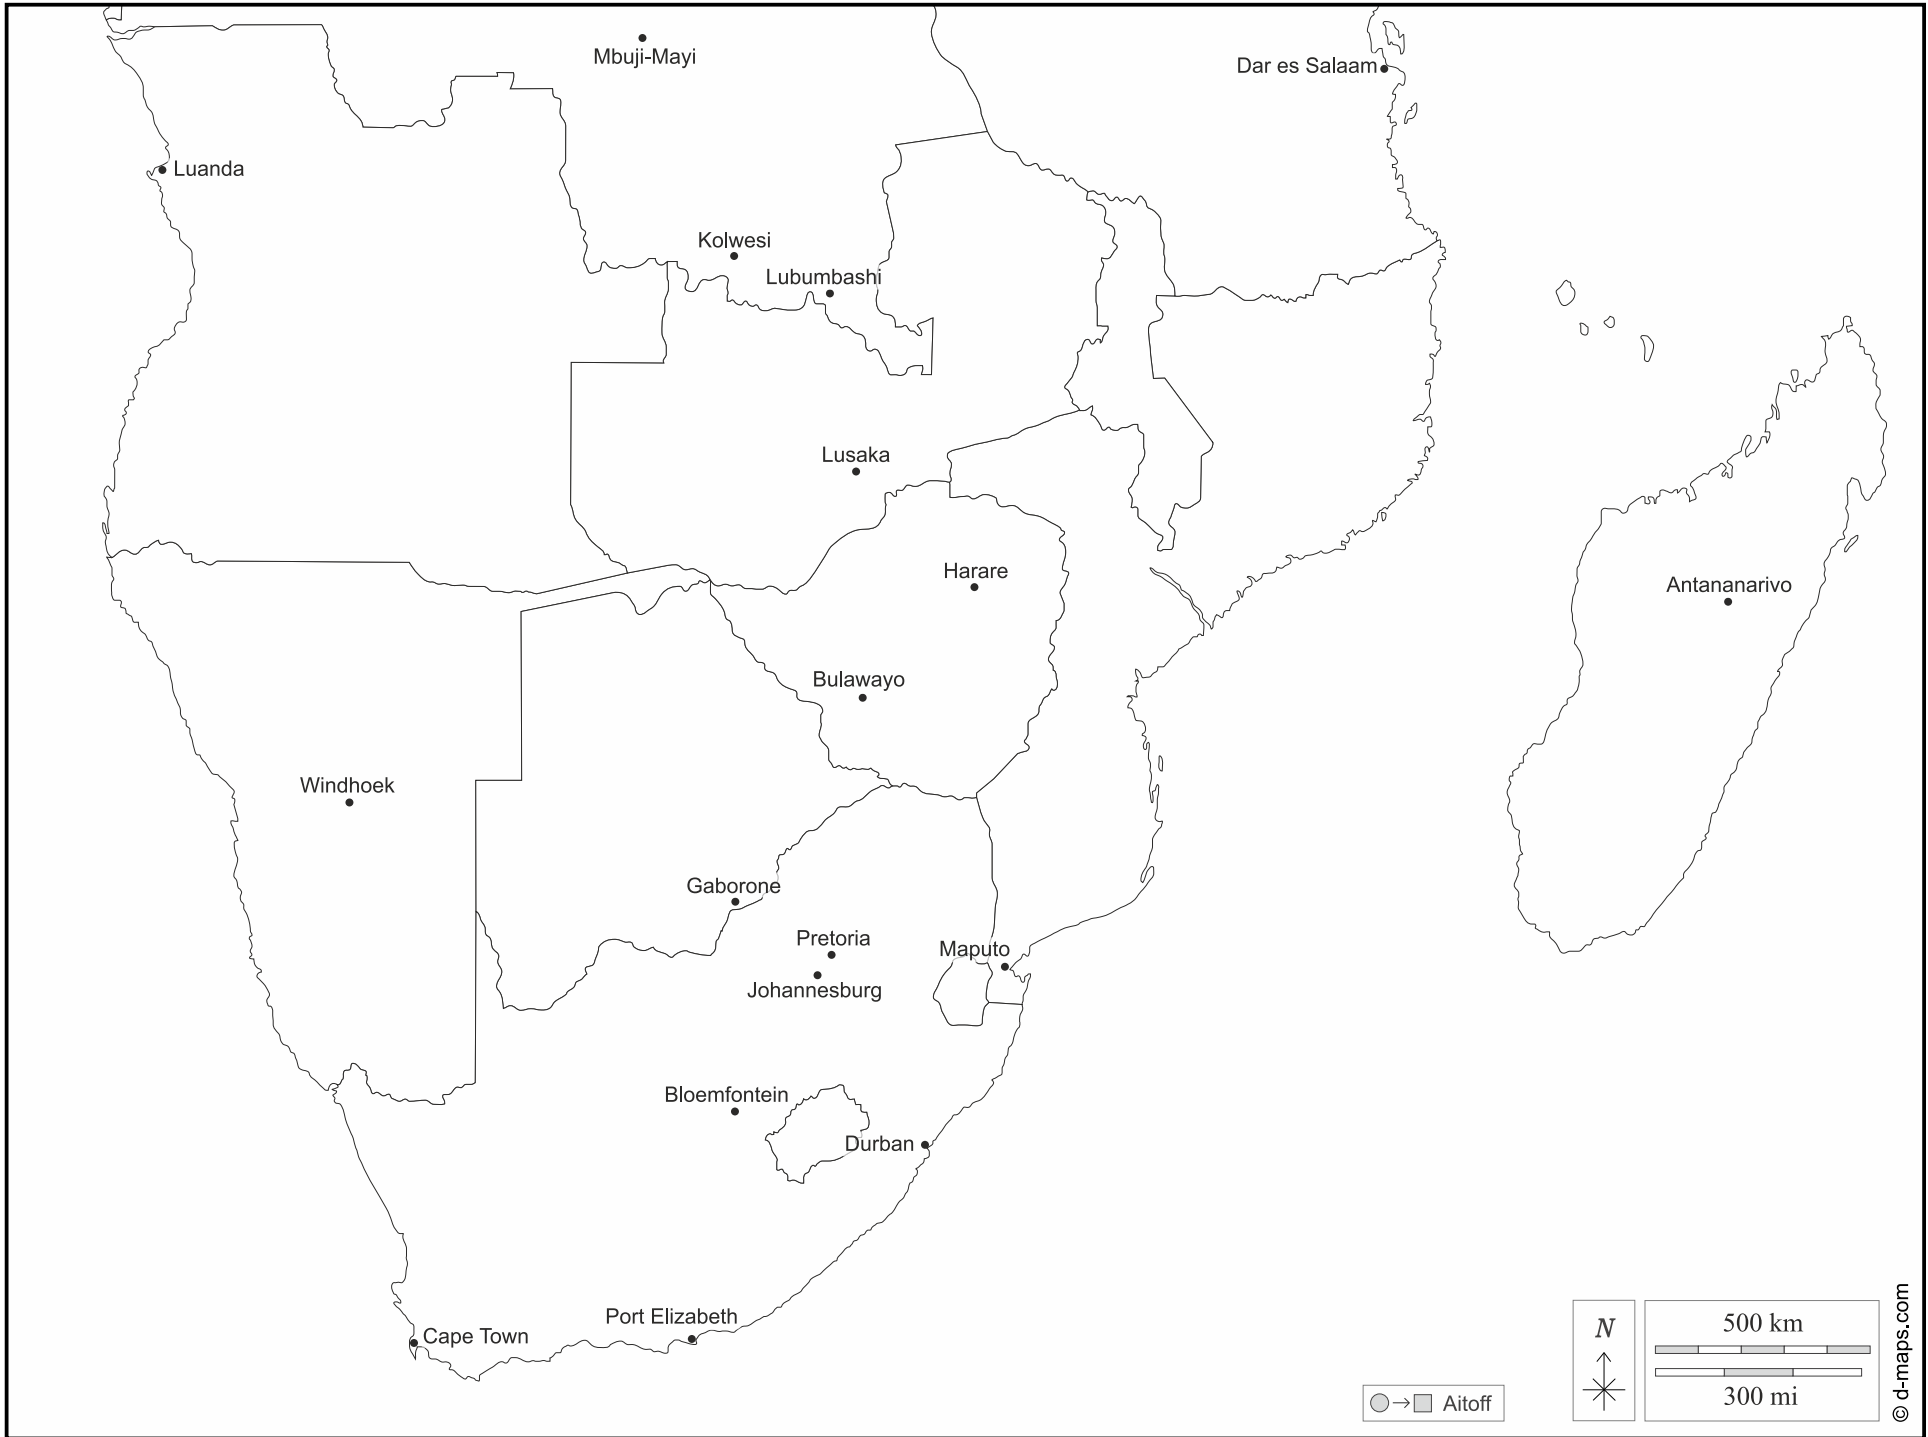 Mbuji-Mayi
Dar es Salaam
Luanda
Kolwesi
Lubumbashi
Lusaka
Harare
Antananarivo
Bulawayo
Windhoek
Gaborone
Pretoria
Maputo
Johannesburg
Bloemfontein
Durban
Port Elizabeth
Cape Town
N
500 km
300 mi
Aitoff
© d-maps.com